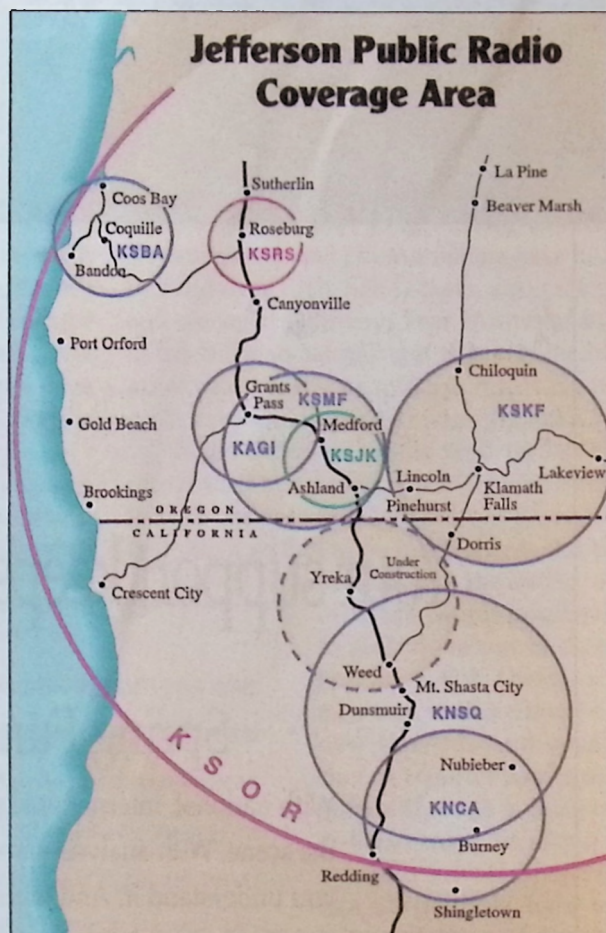 Jefferson Public Radio
Coverage Area
La Pine
Sutherlin
Coos Bay
Beaver Marsh
Coquille
KSBA
Roseburg
KSRS
Bandon
Canyonville
Port Orford
Chiloquin
Grants
Pass
KSMF
KSKF
Gold Beach
Medford
KAGI
KSJK
Lakeview
Ashland
Lincoln
Klamath
Falls
Pinehurst
Brookings
OREGON
CALIFORNIA
Dorris
Under
Construction
Yreka
Crescent City
Weed
Mt. Shasta City
Dunsmuir
KNSQ
KSOR
Nubieber
KNCA
Burney
Redding
Shingletown